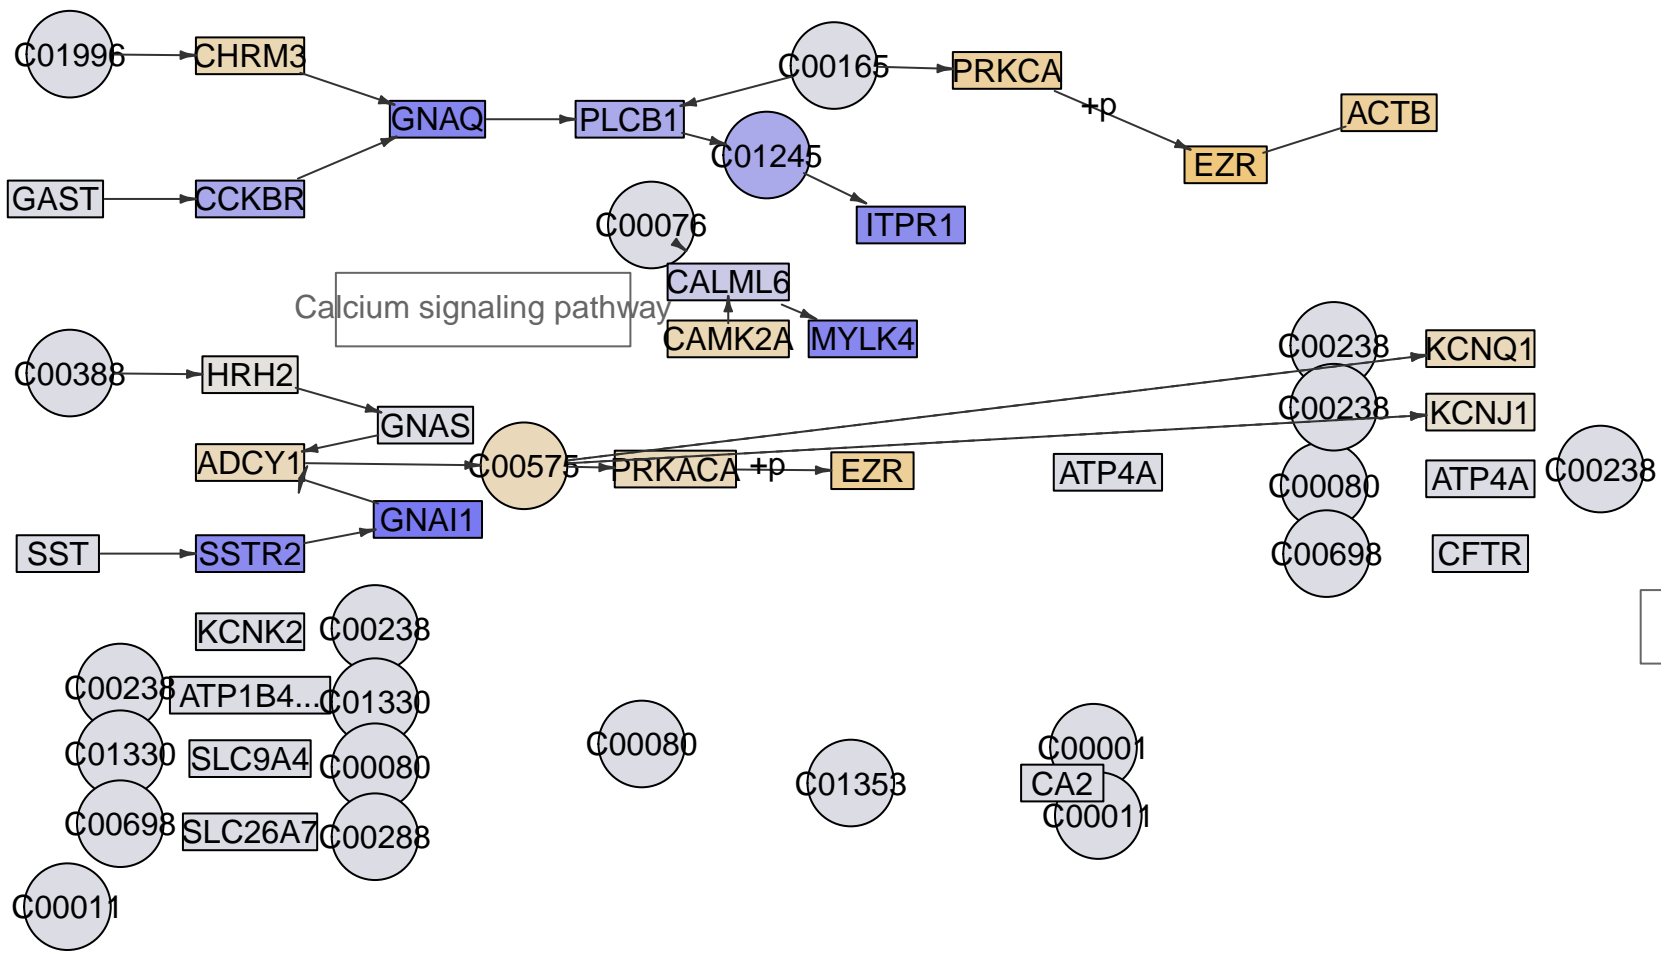 C01996
CHRM3
C00165
PRKCA
+p
ACTB
GNAQ
PLCB1
C01245
EZR
GAST
CCKBR
C00076
ITPR1
CALML6
Calcium signaling pathway
CAMK2A
MYLK4
C00238
KCNQ1
C00388
HRH2
C00238
KCNJ1
GNAS
ADCY1
C00575
PRKACA
+p
EZR
ATP4A
C00080
ATP4A
C00238
GNAI1
SST
SSTR2
C00698
CFTR
KCNK2
C00238
C00238
ATP1B4...
C01330
C01330
SLC9A4
C00080
C00080
C01353
C00001
CA2
C00011
C00698
SLC26A7
C00288
C00011